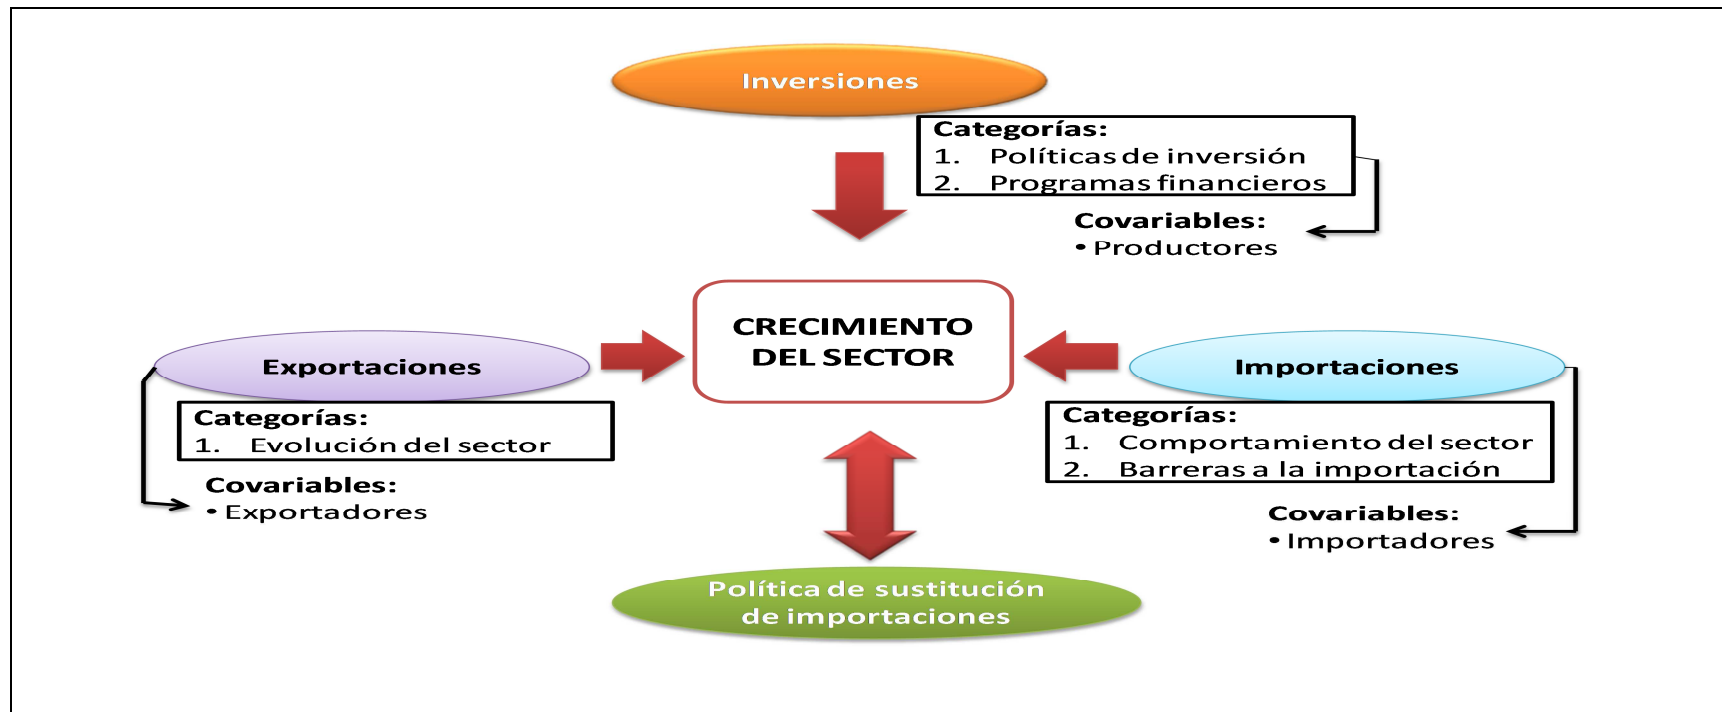 Inversiones
Categorías:
1. Políticas de inversión
2. Programas financieros
Covariables:
• Productores
CRECIMIENTO
DEL SECTOR
Exportaciones
Categorías:
1. Evolución del sector
Covariables:
• Exportadores
Importaciones
Categorías:
1. Comportamiento del sector
2. Barreras a la importación
Covariables:
• Importadores
Política de sustitución
de importaciones